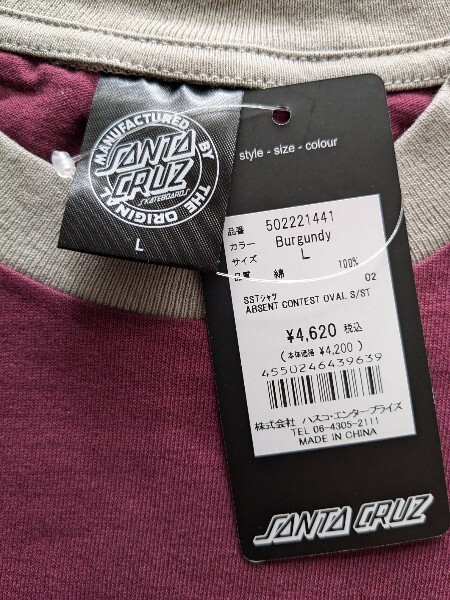 MANUFACTURED BY THE ORIGINAL
SANTA
CRUZ
SKATEBOARDS
L
style - size - colour
品番 502221441
カラー Burgundy
サイズ L
品質 綿 100%
02
SSTシャツ
ABSENT CONTEST OVAL S/ST
¥4,620 税込
(本体価格 ¥4,200)
4550246439639
株式会社 ハスコ・エンタープライズ
TEL 06-4305-2111
MADE IN CHINA
SANTA CRUZ